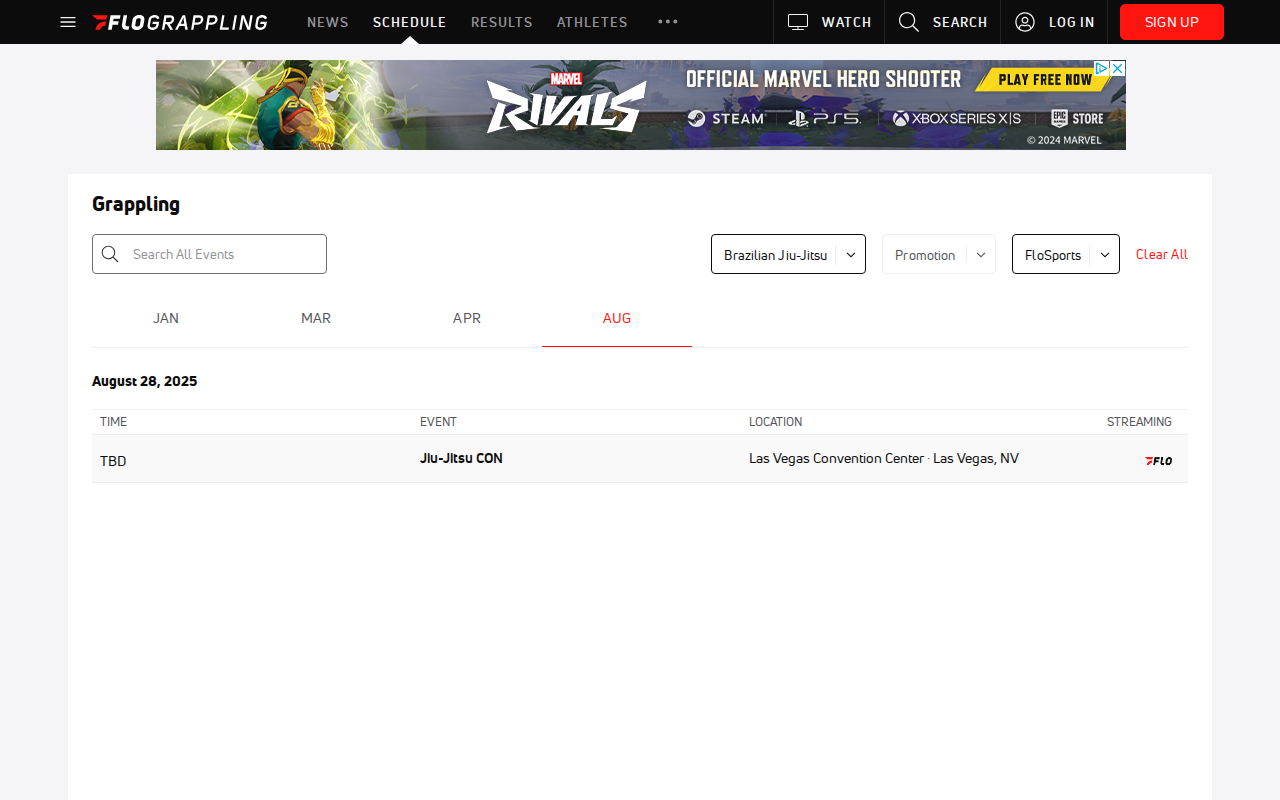 FLOGRAPPLING NEWS SCHEDULE RESULTS ATHLETES WATCH SEARCH LOG IN SIGN UP
MARVEL
RIVALS
OFFICIAL MARVEL HERO SHOOTER PLAY FREE NOW
STEAM PS5 XBOX SERIES X|S EPIC GAMES STORE
© 2024 MARVEL
Grappling
Search All Events Brazilian Jiu-Jitsu Promotion FloSports Clear All
JAN MAR APR AUG
August 28, 2025
TIME EVENT LOCATION STREAMING
TBD Jiu-Jitsu CON Las Vegas Convention Center · Las Vegas, NV FLO